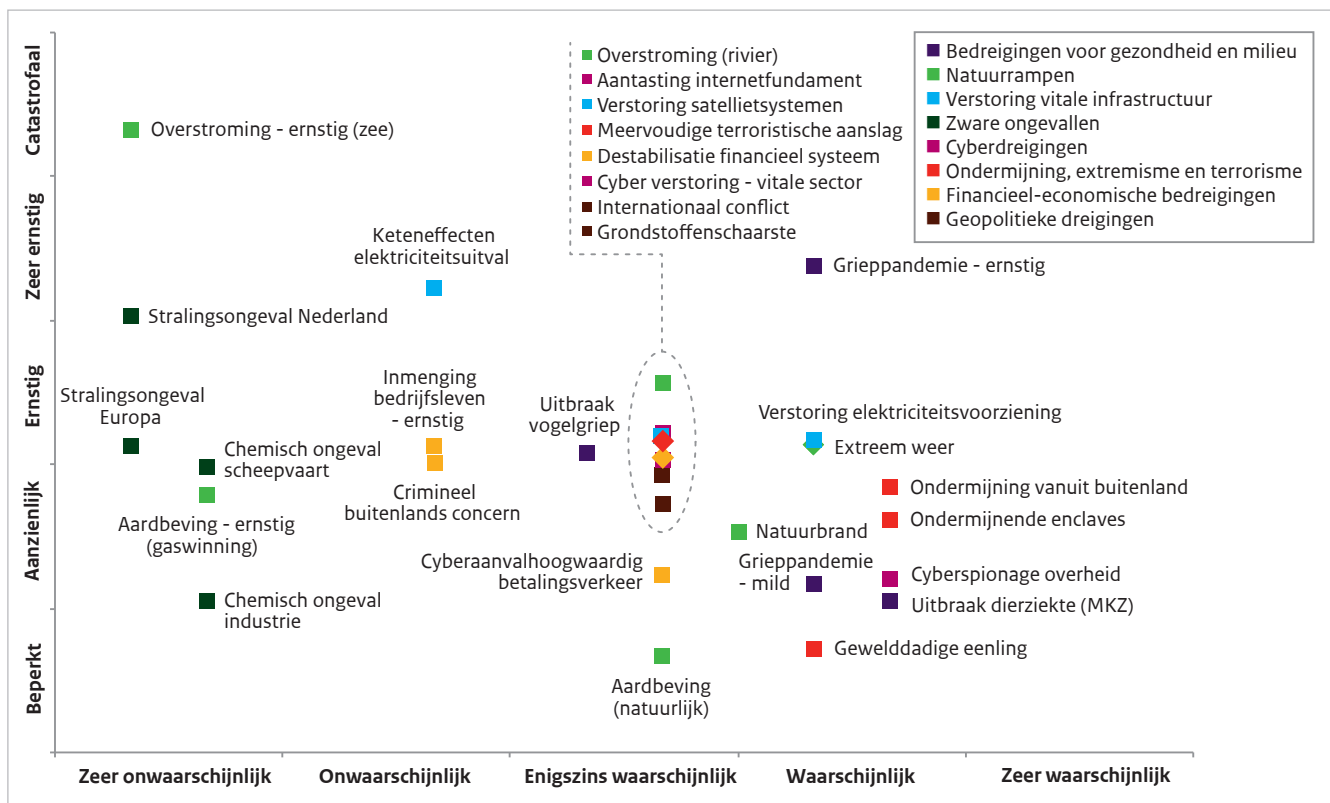 Catastrofaal
Zeer ernstig
Ernstig
Aanzienlijk
Beperkt
Overstroming (rivier)
Aantasting internetfundament
Verstoring satellietsystemen
Meervoudige terroristische aanslag
Destabilisatie financieel systeem
Cyber verstoring - vitale sector
Internationaal conflict
Grondstoffenschaarste
Bedreigingen voor gezondheid en milieu
Natuurrampen
Verstoring vitale infrastructuur
Zware ongevallen
Cyberdreigingen
Ondermijning, extremisme en terrorisme
Financieel-economische bedreigingen
Geopolitieke dreigingen
Overstroming - ernstig (zee)
Keteneffecten
elektriciteitsuitval
Grieppandemie - ernstig
Stralingsongeval Nederland
Stralingsongeval
Europa
Inmenging
bedrijfsleven
- ernstig
Uitbraak
vogelgriep
Verstoring elektriciteitsvoorziening
Extreem weer
Chemisch ongeval
scheepvaart
Crimineel
buitenlands concern
Ondermijning vanuit buitenland
Ondermijnende enclaves
Aardbeving - ernstig
(gaswinning)
Natuurbrand
Cyberaanvalhoogwaardig
betalingsverkeer
Grieppandemie
- mild
Cyberspionage overheid
Uitbraak dierziekte (MKZ)
Chemisch ongeval
industrie
Gewelddadige eenling
Aardbeving
(natuurlijk)
Zeer onwaarschijnlijk
Onwaarschijnlijk
Enigszins waarschijnlijk
Waarschijnlijk
Zeer waarschijnlijk